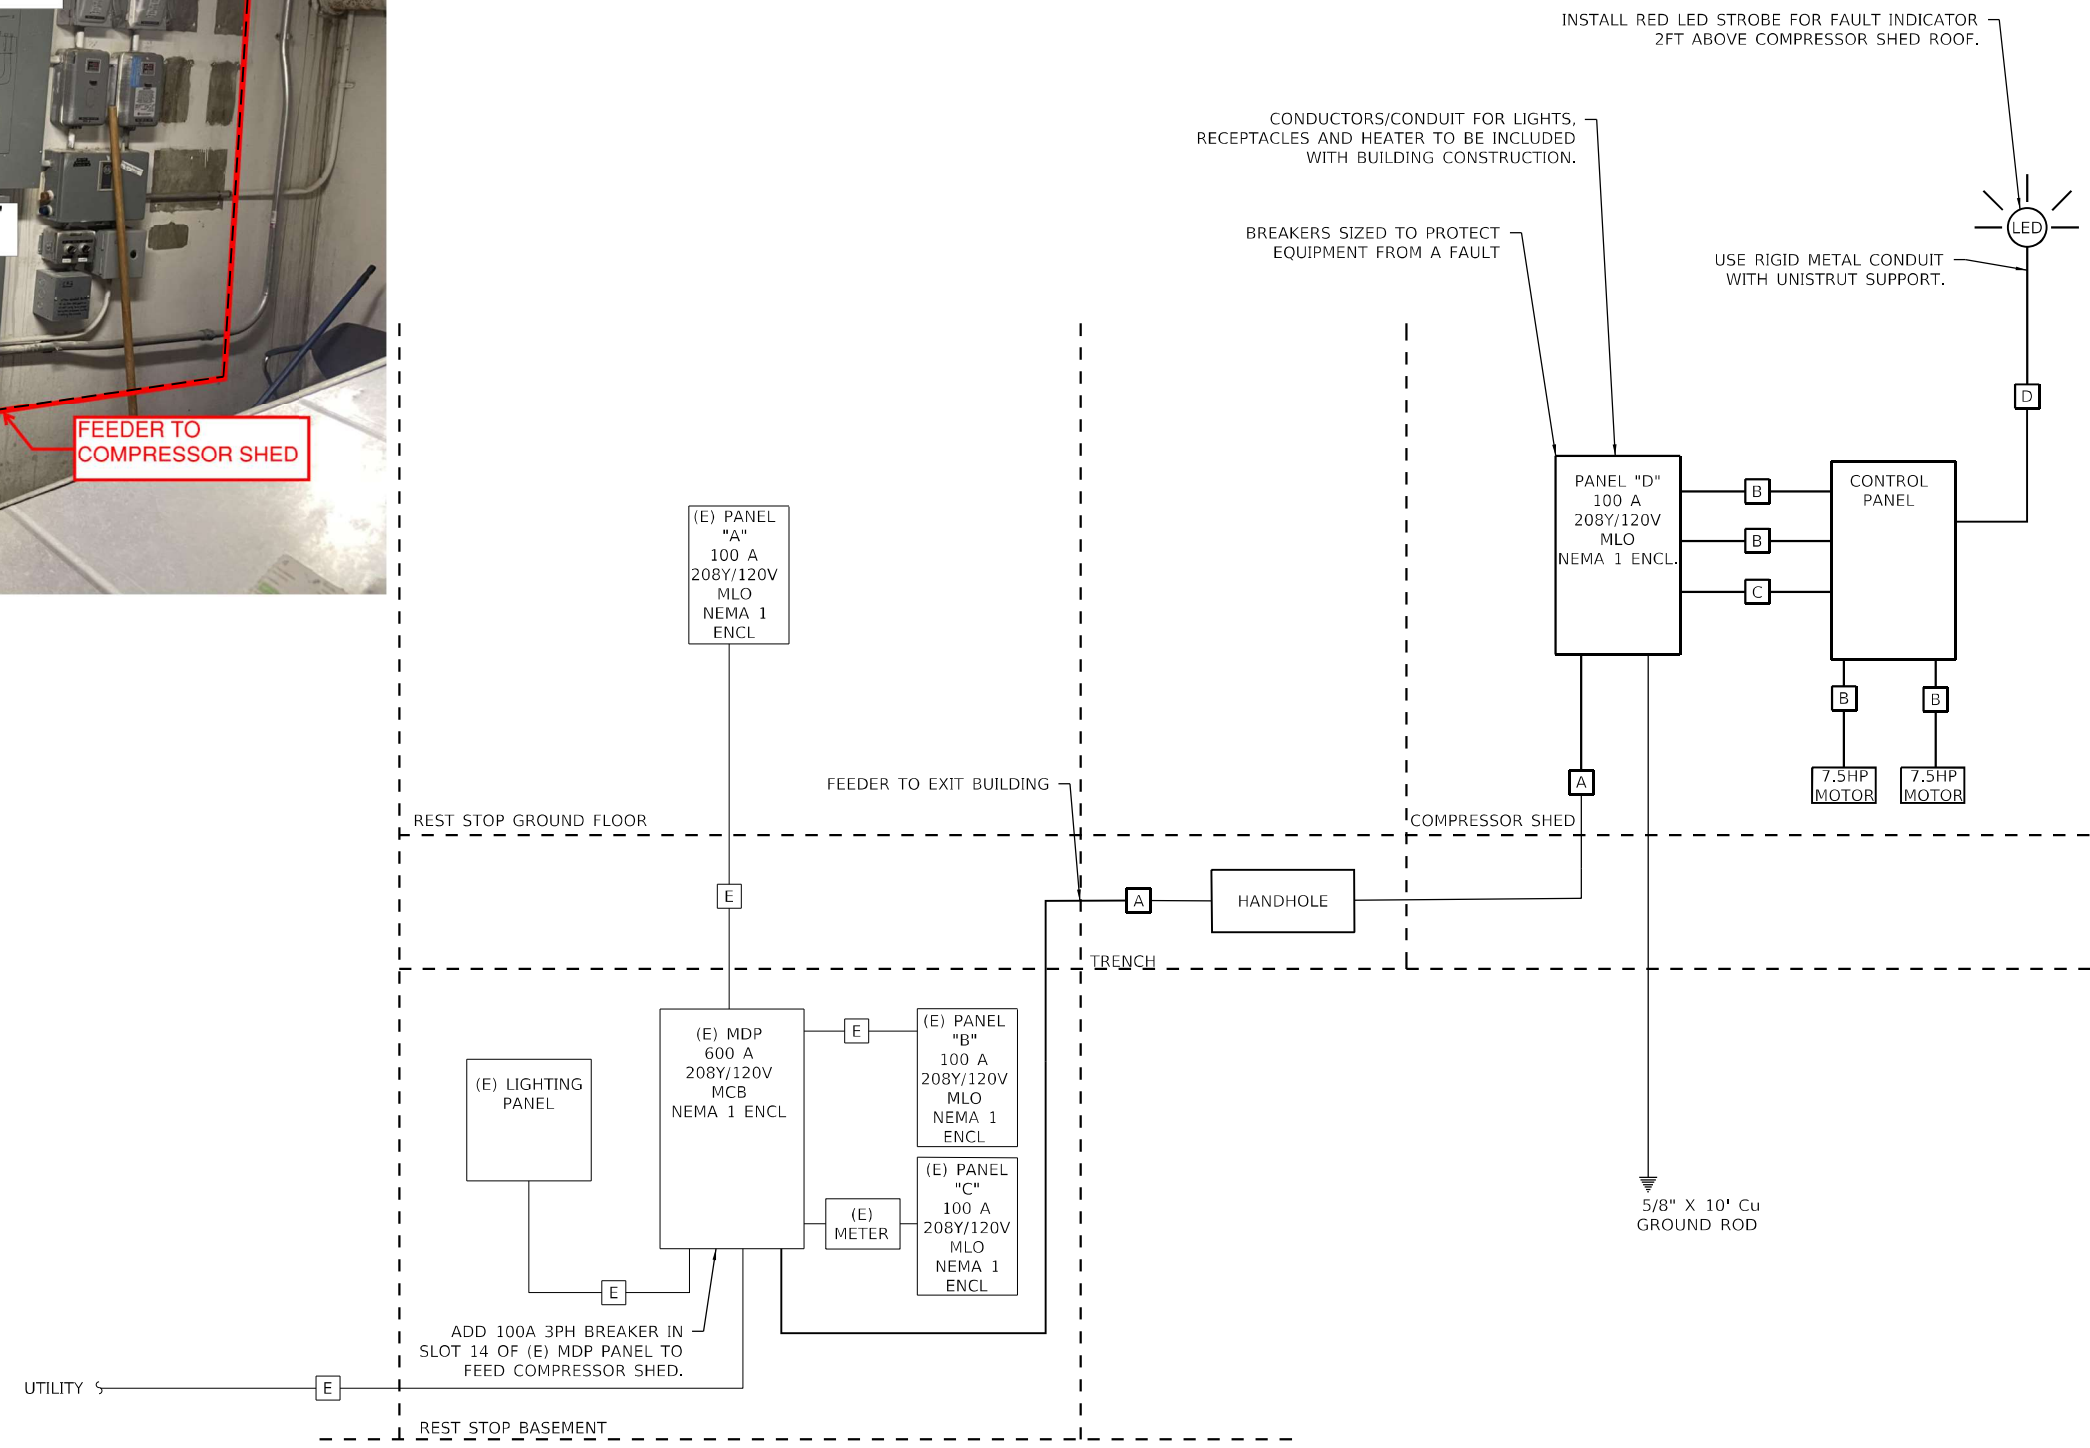 INSTALL RED LED STROBE FOR FAULT INDICATOR
2FT ABOVE COMPRESSOR SHED ROOF.
CONDUCTORS/CONDUIT FOR LIGHTS,
RECEPTACLES AND HEATER TO BE INCLUDED
WITH BUILDING CONSTRUCTION.
BREAKERS SIZED TO PROTECT
EQUIPMENT FROM A FAULT
LED
USE RIGID METAL CONDUIT
WITH UNISTRUT SUPPORT.
D
FEEDER TO
COMPRESSOR SHED
(E) PANEL
"A"
100 A
208Y/120V
MLO
NEMA 1
ENCL
PANEL "D"
100 A
208Y/120V
MLO
NEMA 1 ENCL.
B
B
C
CONTROL
PANEL
B
B
7.5HP
MOTOR
7.5HP
MOTOR
A
FEEDER TO EXIT BUILDING
REST STOP GROUND FLOOR
COMPRESSOR SHED
E
A
HANDHOLE
TRENCH
(E) LIGHTING
PANEL
(E) MDP
600 A
208Y/120V
MCB
NEMA 1 ENCL
E
(E) PANEL
"B"
100 A
208Y/120V
MLO
NEMA 1
ENCL
(E)
METER
(E) PANEL
"C"
100 A
208Y/120V
MLO
NEMA 1
ENCL
5/8" X 10' Cu
GROUND ROD
E
ADD 100A 3PH BREAKER IN
SLOT 14 OF (E) MDP PANEL TO
FEED COMPRESSOR SHED.
UTILITY
E
REST STOP BASEMENT